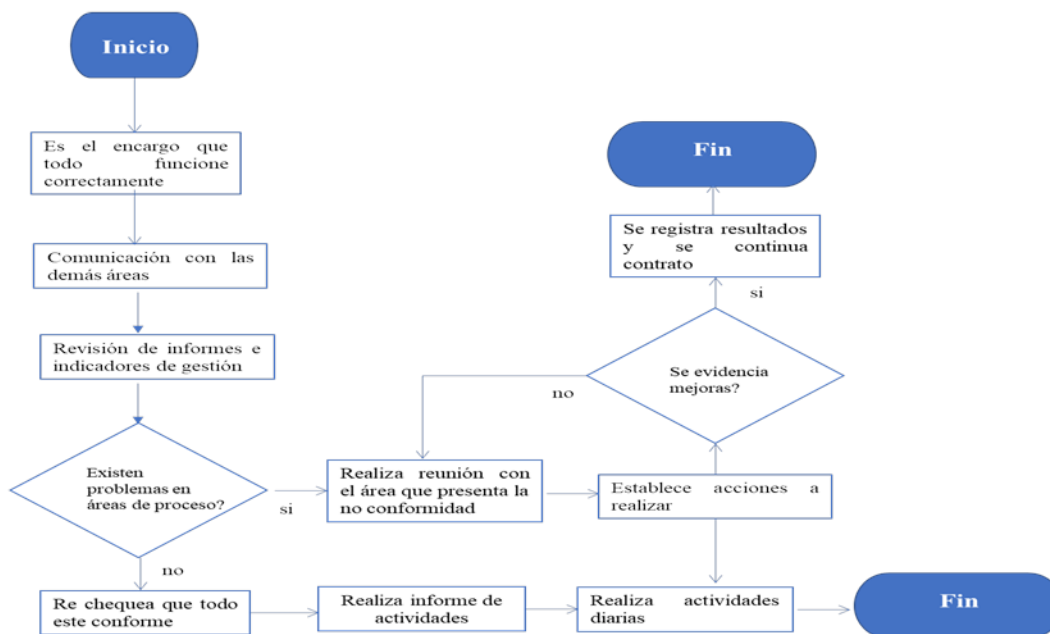 Inicio
Es el encargo que
todo funcione
correctamente
Comunicación con las
demás áreas
Revisión de informes e
indicadores de gestión
Existen
problemas en
áreas de proceso?
si
no
Re chequea que todo
este conforme
Realiza informe de
actividades
Realiza actividades
diarias
Fin
Realiza reunión con
el área que presenta la
no conformidad
Establece acciones a
realizar
Se evidencia
mejoras?
no
si
Se registra resultados
y se continua
contrato
Fin